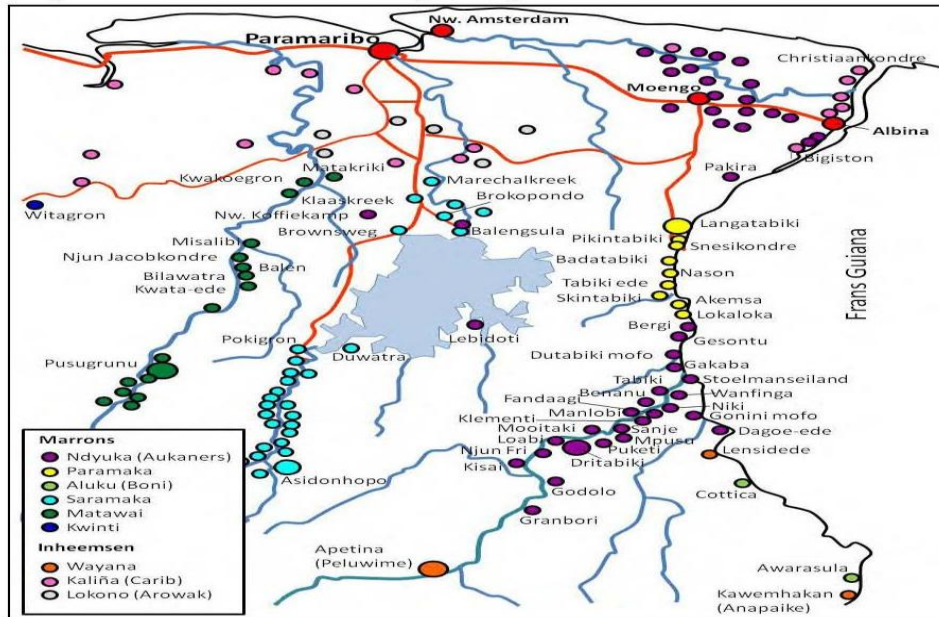 Nw. Amsterdam
Paramaribo
Christiaankondre
Moengo
Albina
Bigiston
Pakira
Matakriki
Kwakoegron
Marechalkreek
Klaaskreek
Brokopondo
Witagron
Nw. Koffiekamp
Langatabiki
Brownsweg
Balengsula
Pikintabiki
Snesikondre
Misalibi
Badatabiki
Njun Jacobkondre
Balen
Nason
Bilawatra
Tabiki ede
Kwata-ede
Skintabiki
Akemsa
Lokaloka
Frans Guiana
Bergi
Lebidoti
Gesontu
Pokigron
Duwatra
Dutabiki mofo
Pusugrunu
Gakaba
Tabiki
Stoelmanseiland
Bonanu
Wanfinga
Fandaagi
Manlobi
Niki
Klementi
Gonini mofo
Mooitaki
Sanje
Dagoe-ede
Loabi
Mpusu
Njun Fri
Puketi
Lensidede
Kisai
Dritabiki
Asidonhopo
Godolo
Cottica
Granbori
Apetina
(Peluwime)
Awarasula
Kawemhakan
(Anapaike)
Marrons
Ndyuka (Aukaners)
Paramaka
Aluku (Boni)
Saramaka
Matawai
Kwinti
Inheemsen
Wayana
Kaliña (Carib)
Lokono (Arowak)